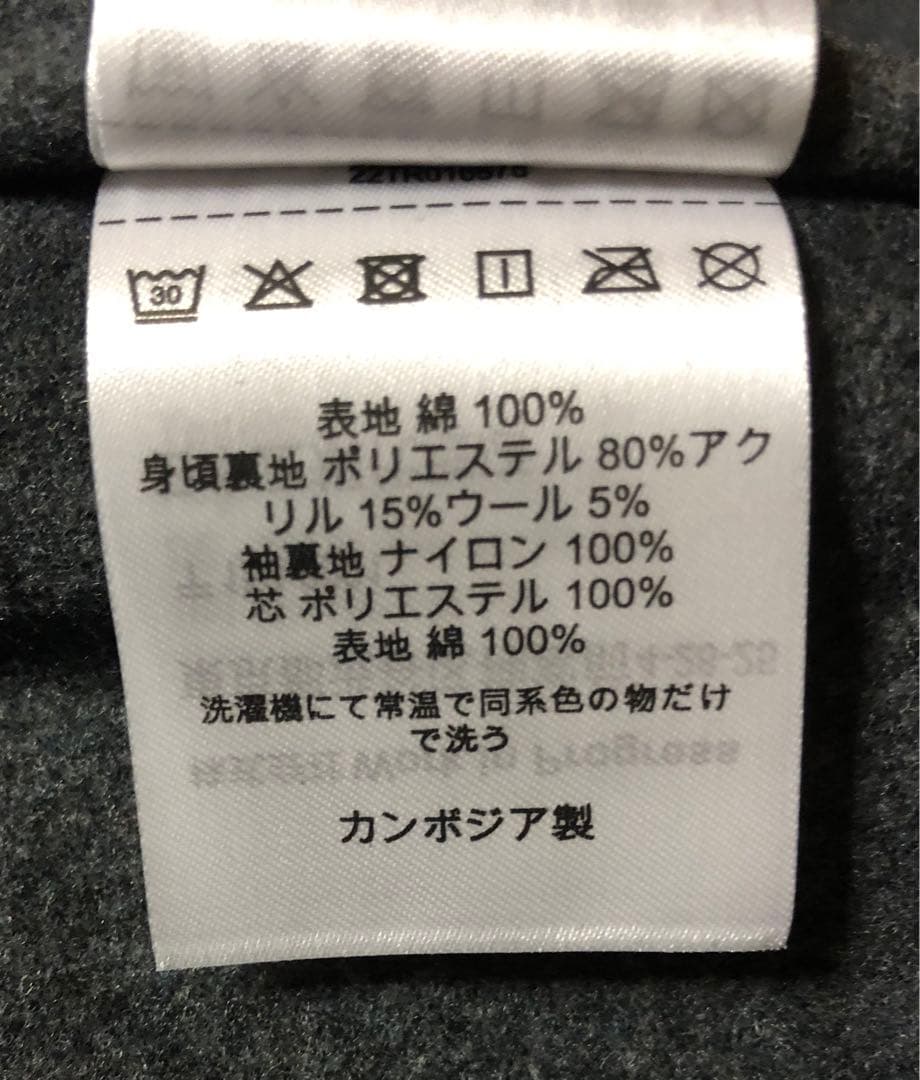 30
表地 綿 100%
身頃裏地 ポリエステル 80%アク
リル 15%ウール 5%
袖裏地 ナイロン 100%
芯 ポリエステル 100%
表地 綿 100%
洗濯機にて常温で同系色の物だけ
で洗う
カンボジア製